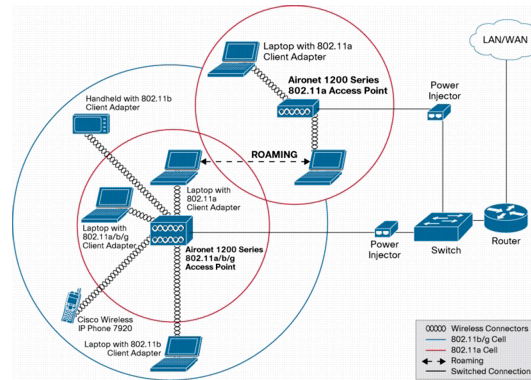 Laptop with 802.11a
Client Adapter
LAN/WAN
Aironet 1200 Series
802.11a Access Point
Power
Injector
Handheld with 802.11b
Client Adapter
ROAMING
Laptop with
802.11a
Client Adapter
Laptop with
802.11a/b/g
Client Adapter
Aironet 1200 Series
802.11a/b/g
Access Point
Power
Injector
Switch
Router
Cisco Wireless
IP Phone 7920
Laptop with 802.11b
Client Adapter
Wireless Connectors
802.11b/g Cell
802.11a Cell
Roaming
Switched Connection